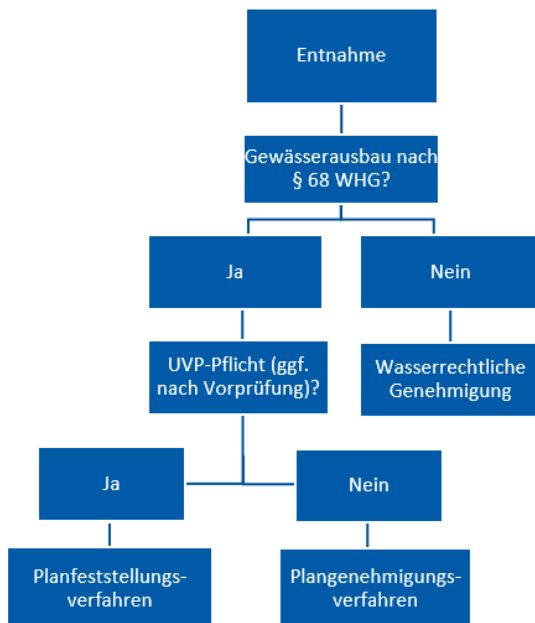 Entnahme
Gewässerausbau nach
§ 68 WHG?
Ja
Nein
UVP-Pflicht (ggf.
nach Vorprüfung)?
Wasserrechtliche
Genehmigung
Ja
Nein
Planfeststellungs-
verfahren
Plangenehmigungs-
verfahren